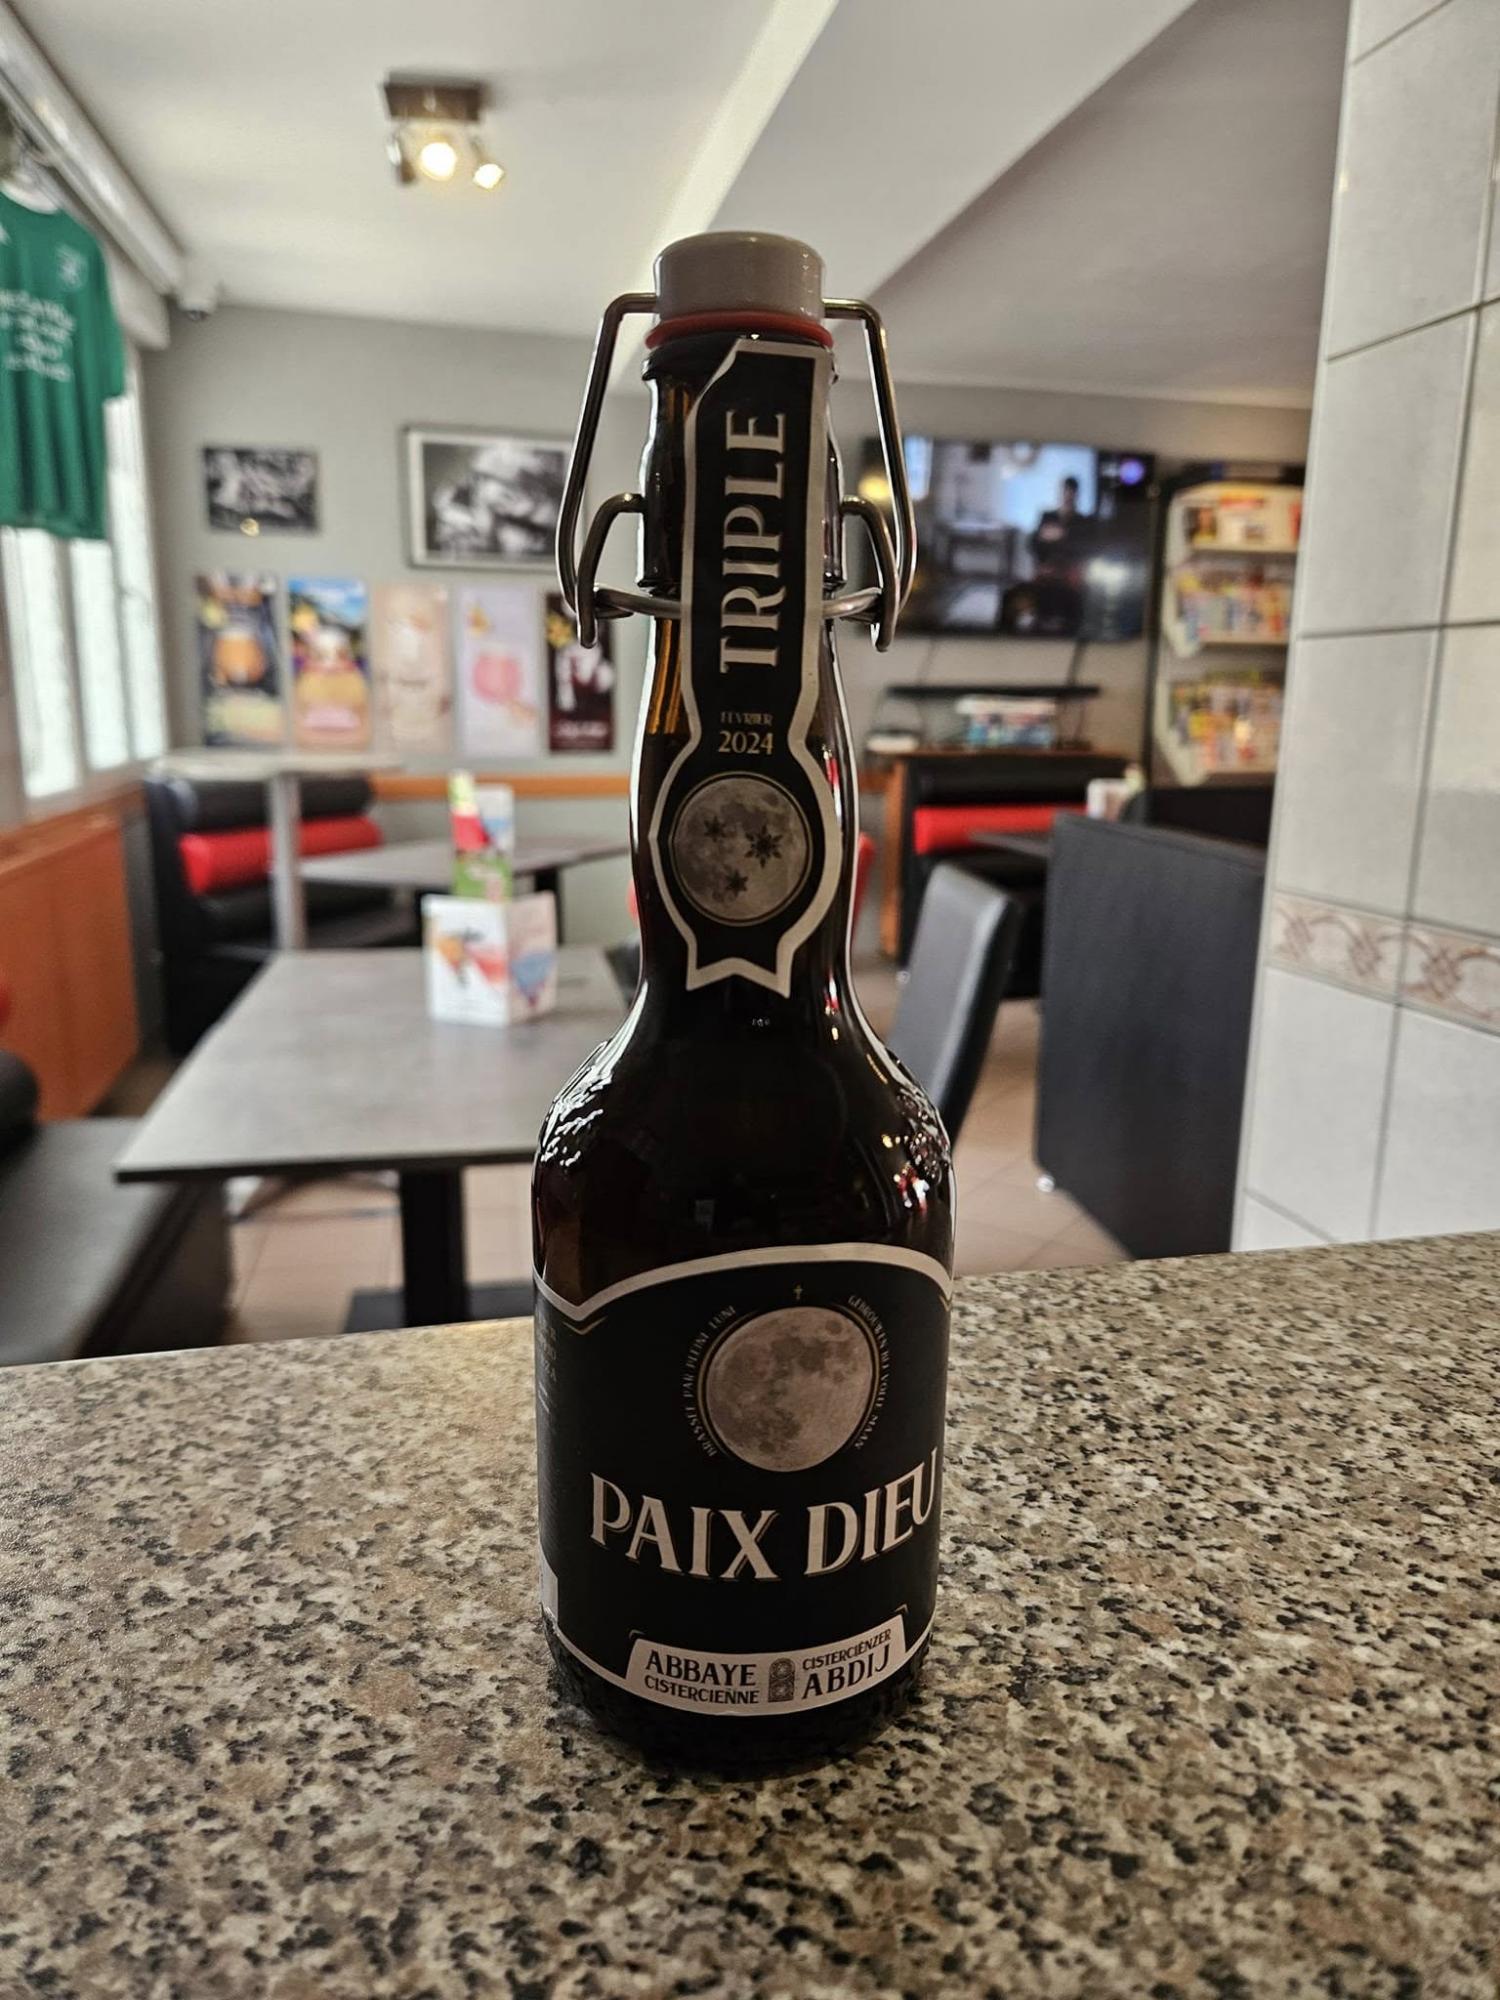 TRIPLE
FÉVRIER
2024
BRASSÉE PAR PLEINE LUNE
GEBROUWEN BIJ VOLLE MAAN
PAIX DIEU
ABBAYE
CISTERCIENNE
CISTERCIËNZER
ABDIJ